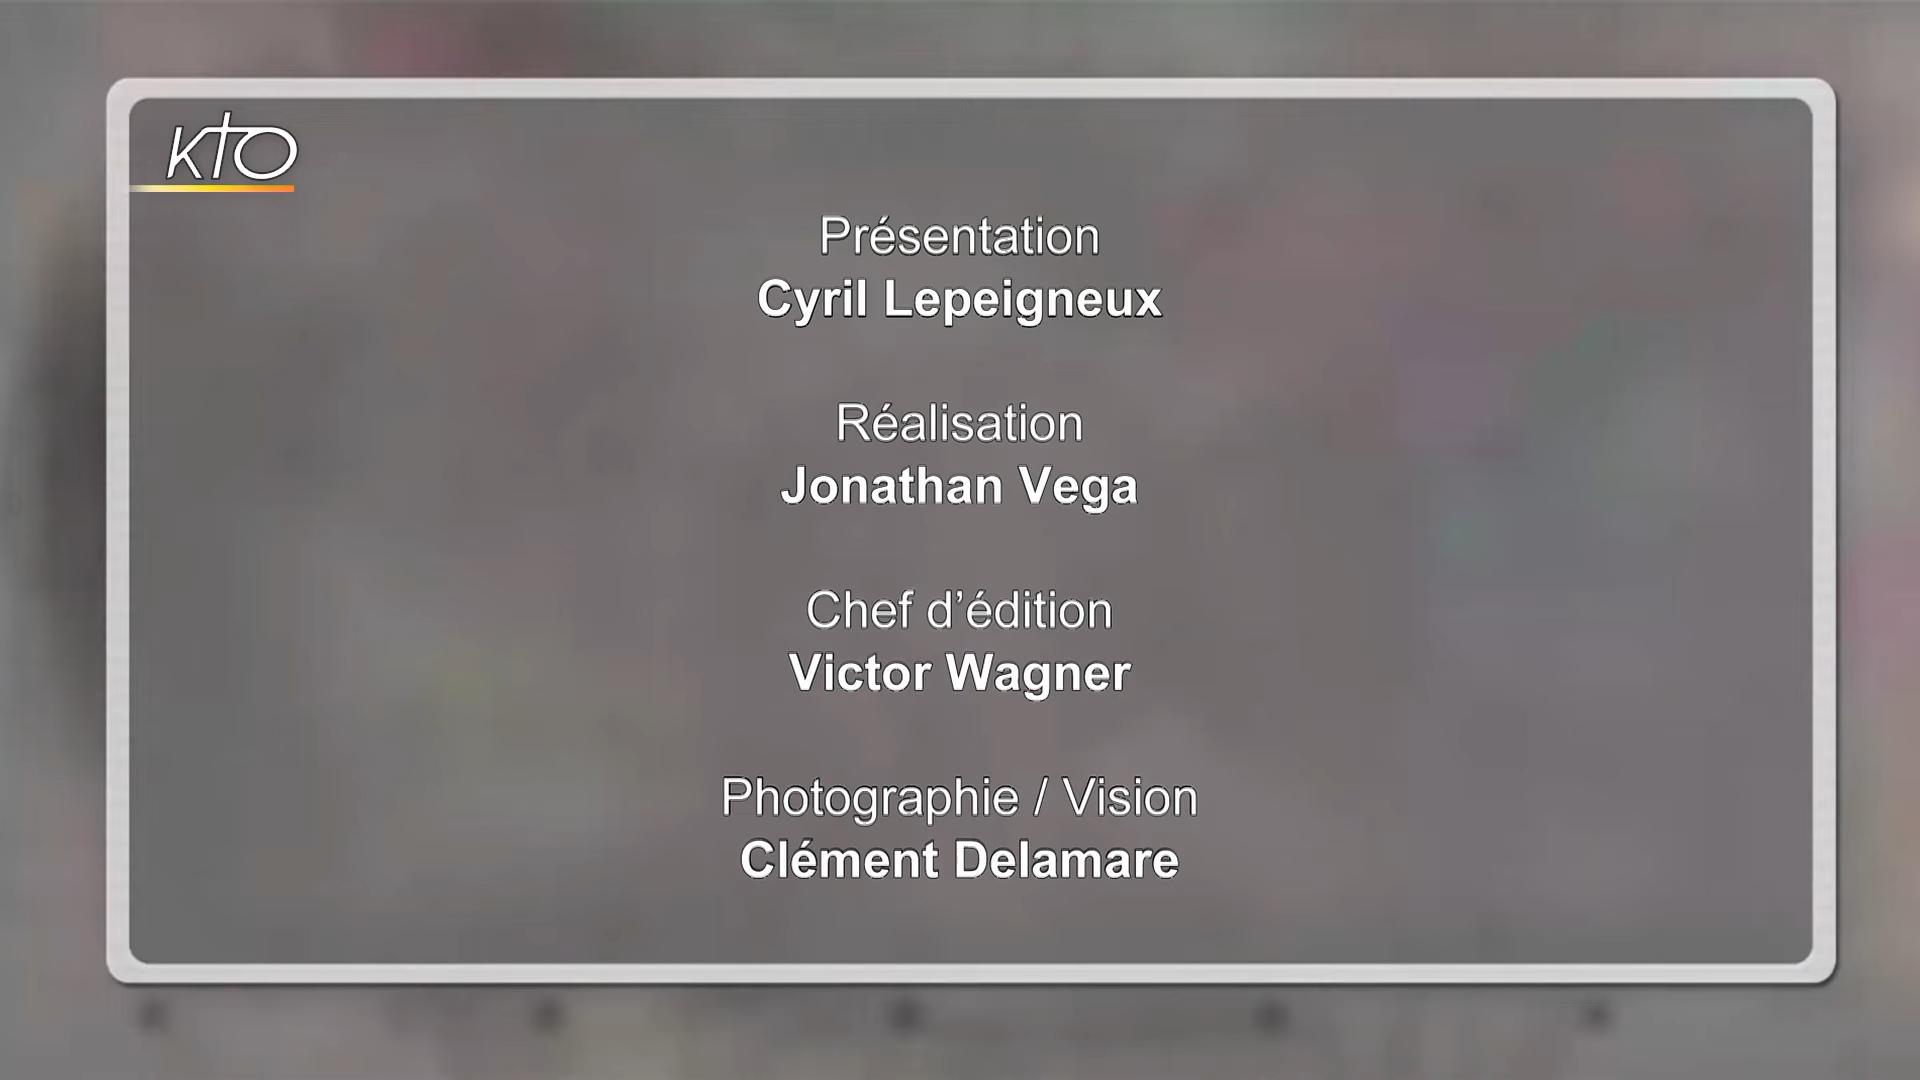 KTO
Présentation
Cyril Lepeigneux
Réalisation
Jonathan Vega
Chef d’édition
Victor Wagner
Photographie / Vision
Clément Delamare